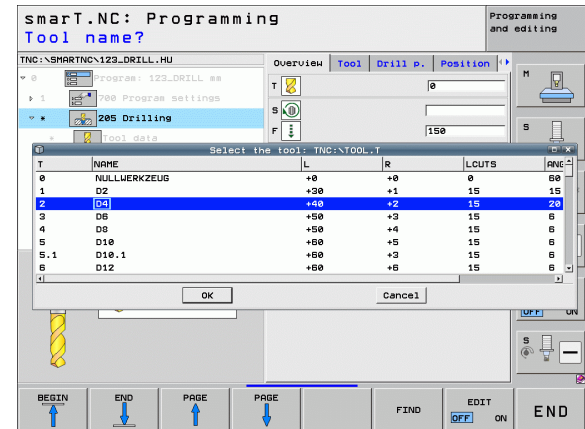 smarT.NC: Programming
Tool name?
Programming
and editing
TNC:\SMARTNC\123_DRILL.HU
0 Program: 123_DRILL mm
1 700 Program settings
* 205 Drilling
* Tool data
Overview Tool Drill p. Position
T 0
S
F 150
M
S
Select the tool: TNC:\TOOL.T
T NAME L R LCUTS ANG
0 NULLWERKZEUG +0 +0 0 60
1 D2 +30 +1 15 15
2 D4 +40 +2 15 20
3 D6 +50 +3 15 6
4 D8 +50 +4 15 6
5 D10 +60 +5 15 6
5.1 D10.1 +60 +3 15 6
6 D12 +60 +6 15 6
OK Cancel
OFF ON
S
BEGIN END PAGE PAGE FIND EDIT END
OFF ON